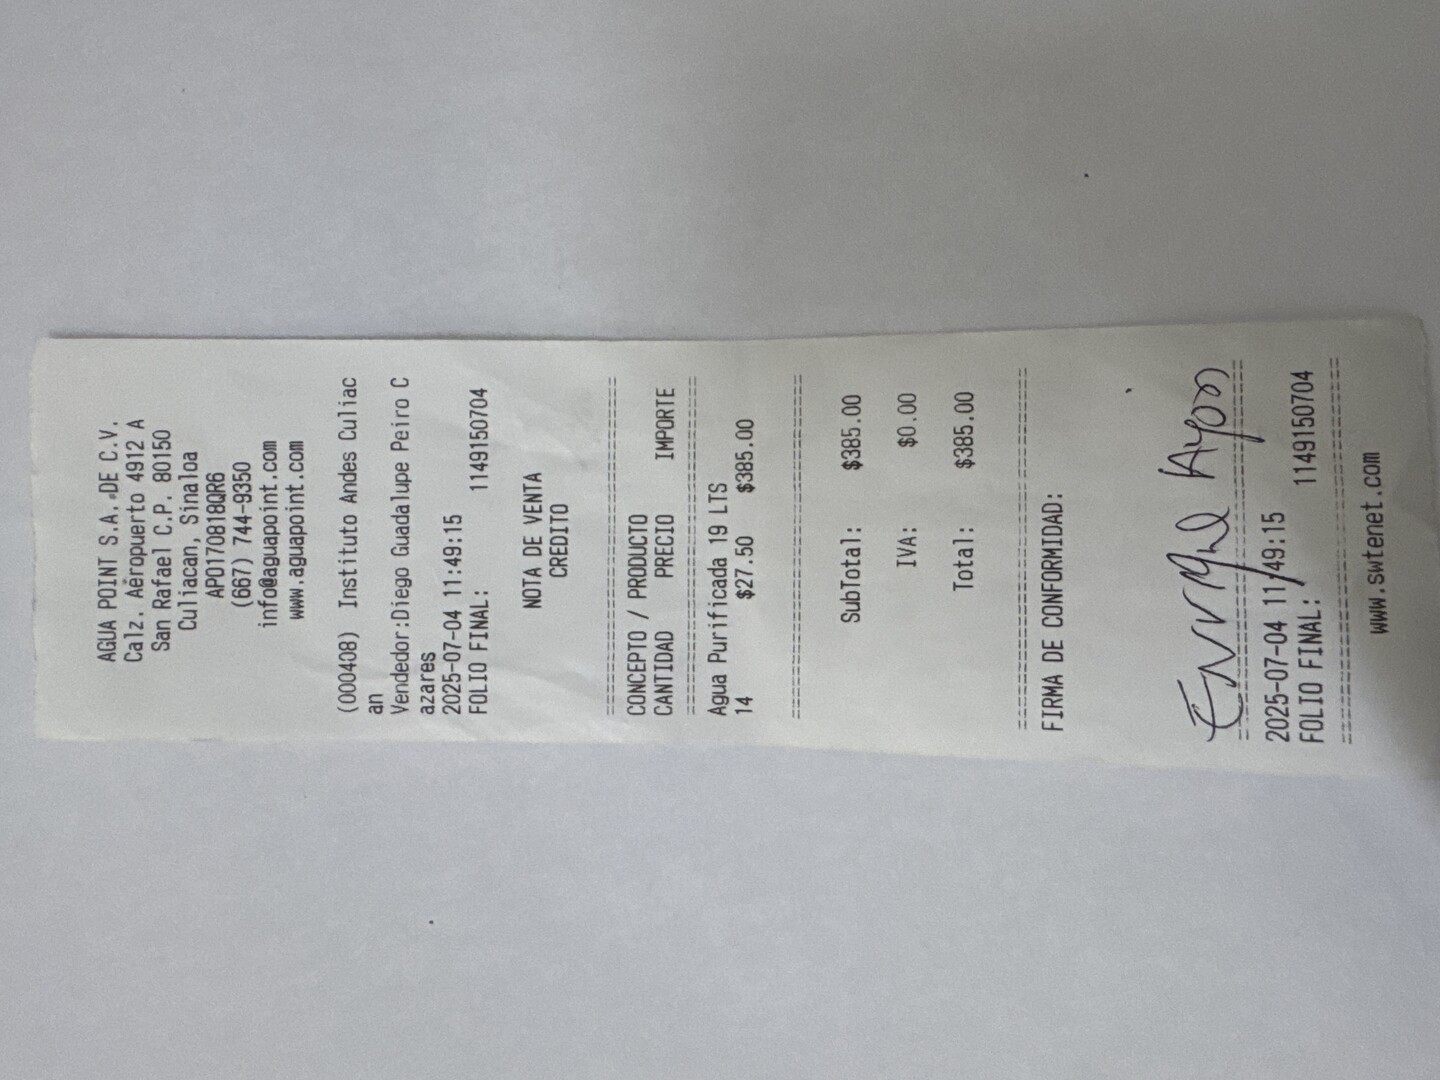 AGUA POINT S.A. DE C.V.
Calz. Aéropuerto 4912 A
San Rafael C.P. 80150
Culiacan, Sinaloa
APO170818QR6
(667) 744-9350
info@aguapoint.com
www.aguapoint.com
(000408) Instituto Andes Culiac
an
Vendedor:Diego Guadalupe Peiro C
azares
2025-07-04 11:49:15
FOLIO FINAL: 1149150704
NOTA DE VENTA
CREDITO
================================
CONCEPTO / PRODUCTO
CANTIDAD PRECIO IMPORTE
================================
Agua Purificada 19 LTS
14 $27.50 $385.00
================================
SubTotal: $385.00
IVA: $0.00
Total: $385.00
================================
FIRMA DE CONFORMIDAD:
================================
2025-07-04 11:49:15
FOLIO FINAL: 1149150704
================================
www.swtenet.com